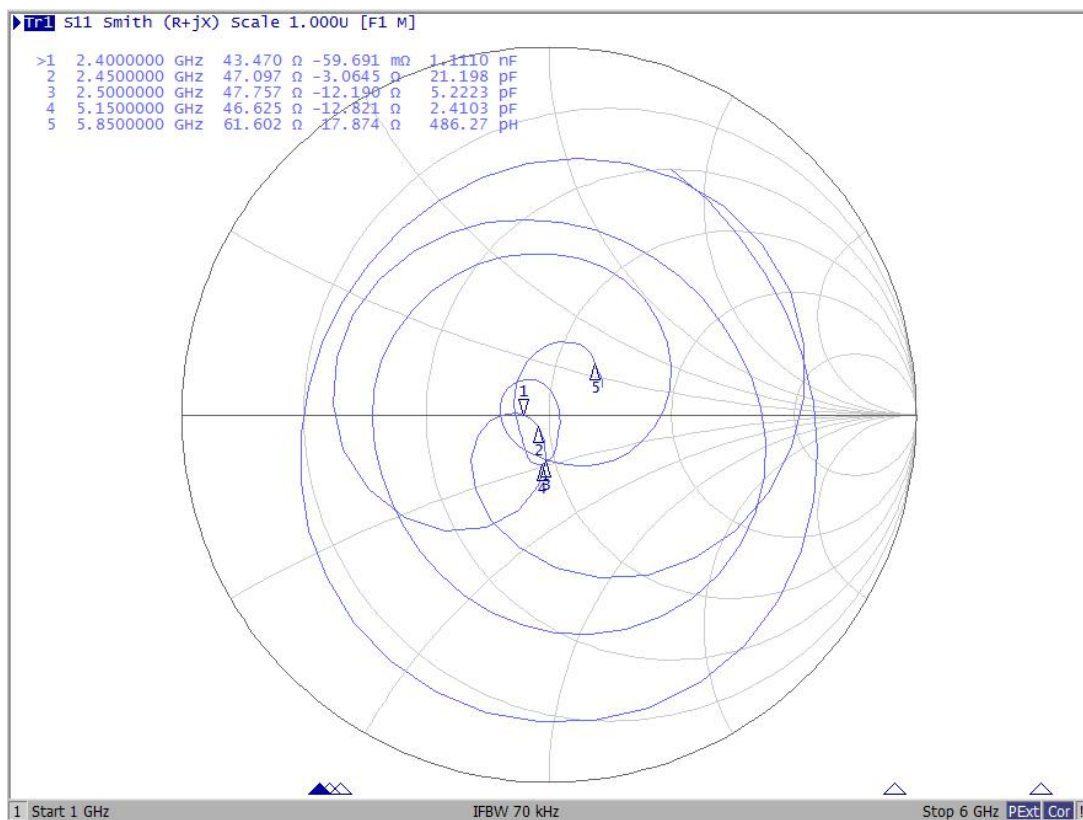 Tr1 S11 Smith (R+jX) Scale 1.000U [F1 M]
>1 2.4000000 GHz 43.470 Ω -59.691 mΩ 1.1110 nF
2 2.4500000 GHz 47.097 Ω -3.0645 Ω 21.198 pF
3 2.5000000 GHz 47.757 Ω -12.190 Ω 5.2223 pF
4 5.1500000 GHz 46.625 Ω -12.821 Ω 2.4103 pF
5 5.8500000 GHz 61.602 Ω 17.874 Ω 486.27 pH
1
5
2
4 3
1 Start 1 GHz IFBW 70 kHz Stop 6 GHz PExt Cor !